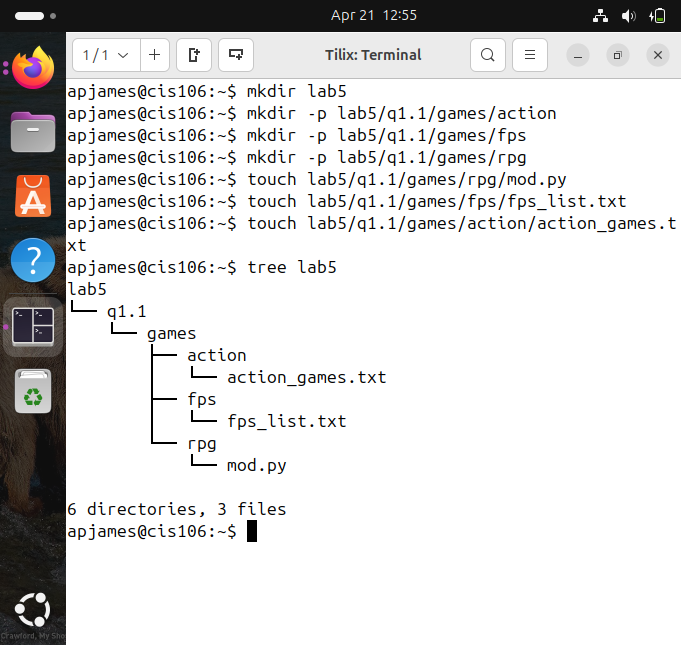 Apr 21 12:55
1 / 1
Tilix: Terminal
apjames@cis106:~$ mkdir lab5
apjames@cis106:~$ mkdir -p lab5/q1.1/games/action
apjames@cis106:~$ mkdir -p lab5/q1.1/games/fps
apjames@cis106:~$ mkdir -p lab5/q1.1/games/rpg
apjames@cis106:~$ touch lab5/q1.1/games/rpg/mod.py
apjames@cis106:~$ touch lab5/q1.1/games/fps/fps_list.txt
apjames@cis106:~$ touch lab5/q1.1/games/action/action_games.t
xt
apjames@cis106:~$ tree lab5
lab5
└── q1.1
    └── games
        ├── action
        │   └── action_games.txt
        ├── fps
        │   └── fps_list.txt
        └── rpg
            └── mod.py
6 directories, 3 files
apjames@cis106:~$
Crawford, My Sho